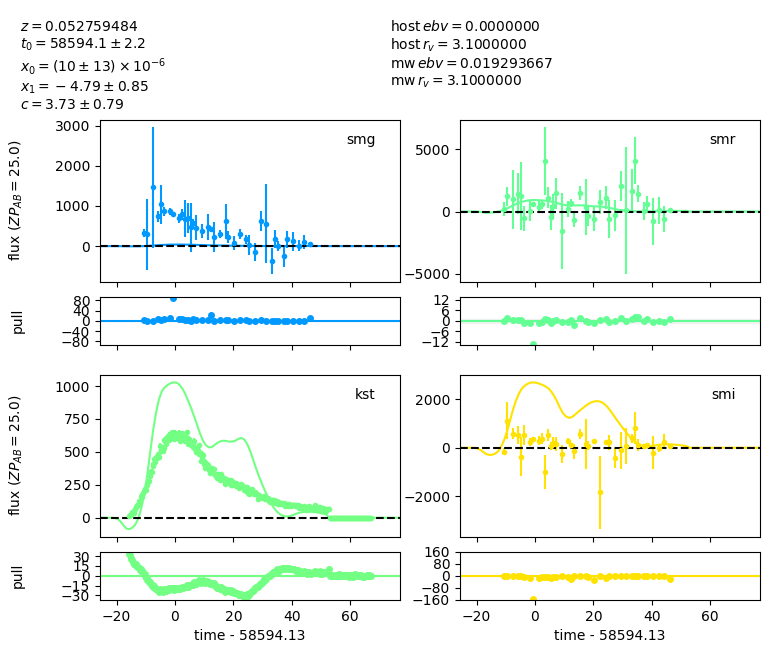 z = 0.052759484
t₀ = 58594.1 ± 2.2
x₀ = (10 ± 13) × 10⁻⁶
x₁ = −4.79 ± 0.85
c = 3.73 ± 0.79
host ebv = 0.0000000
host r_v = 3.1000000
mw ebv = 0.019293667
mw r_v = 3.1000000
flux (ZP_AB = 25.0)
3000
2000
1000
0
smg
5000
0
−5000
smr
pull
80
40
0
−40
−80
12
6
0
−6
−12
flux (ZP_AB = 25.0)
1000
750
500
250
0
kst
2000
0
−2000
smi
pull
30
15
0
−15
−30
160
80
0
−80
−160
−20 0 20 40 60
−20 0 20 40 60
time - 58594.13
time - 58594.13